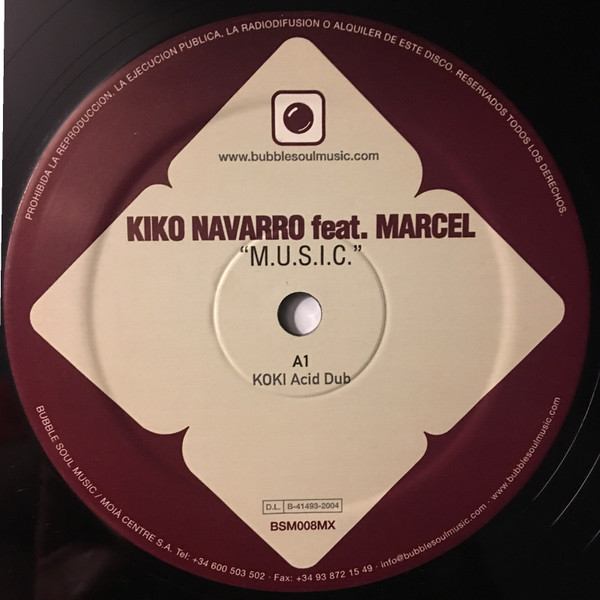 PROHIBIDA LA REPRODUCCION, LA EJECUCION PUBLICA, LA RADIODIFUSION O ALQUILER DE ESTE DISCO. RESERVADOS TODOS LOS DERECHOS.
www.bubblesoulmusic.com
KIKO NAVARRO feat. MARCEL
“M.U.S.I.C.”
A1
KOKI Acid Dub
D.L. B-41493-2004
BSM008MX
BUBBLE SOUL MUSIC / MOIÀ CENTRE S.A. Tel: +34 600 503 502 · Fax: +34 93 872 15 49 · info@bubblesoulmusic.com · www.bubblesoulmusic.com